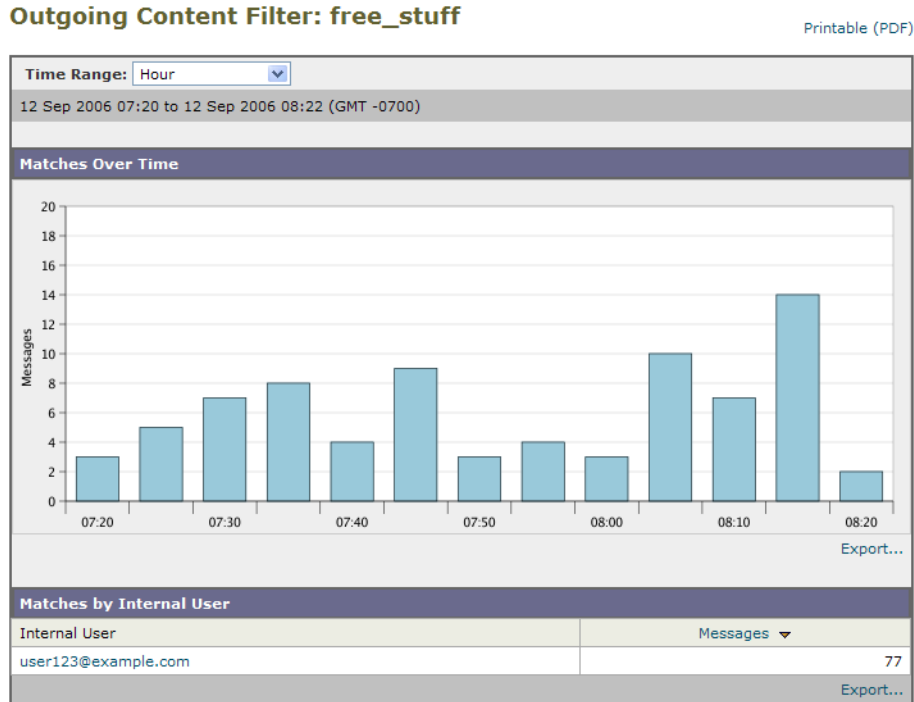 Outgoing Content Filter: free_stuff
Printable (PDF)
Time Range: Hour
12 Sep 2006 07:20 to 12 Sep 2006 08:22 (GMT -0700)
Matches Over Time
20
18
16
14
12
10
8
6
4
2
0
Messages
07:20 07:30 07:40 07:50 08:00 08:10 08:20
Export...
Matches by Internal User
Internal User Messages
user123@example.com 77
Export...